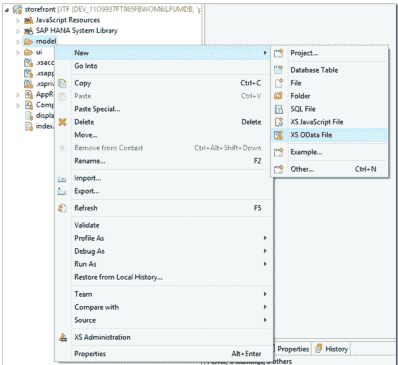 storefront [JTF (DEV_11O9937FT965FBWOM6ILFUMDB,
JavaScript Resources
SAP HANA System Library
model
ui
.xsacc
.xsapp
.xspriv
AppR
Comp
displa
index.
New
Go Into
Copy Ctrl+C
Paste Ctrl+V
Paste Special...
Delete Delete
Move...
Remove from Context Ctrl+Alt+Shift+Down
Rename... F2
Import...
Export...
Refresh F5
Validate
Profile As
Debug As
Run As
Restore from Local History...
Team
Compare with
Source
XS Administration
Properties Alt+Enter
Project...
Database Table
File
Folder
SQL File
XS JavaScript File
XS OData File
Example...
Other... Ctrl+N
Properties History
others